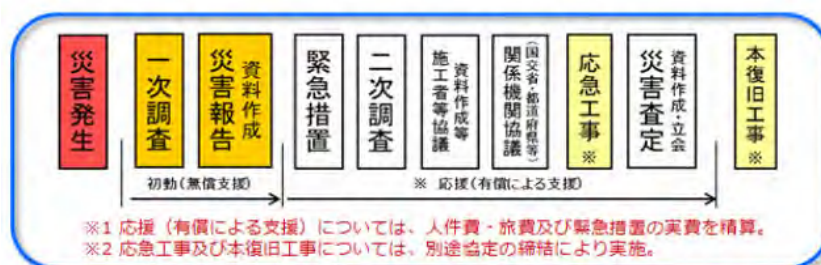 災害発生
一次調査
災害報告
資料作成
緊急措置
二次調査
資料作成等
施工者等協議
(国交省・都道府県等)
関係機関協議
応急工事※
資料作成・立会
災害査定
本復旧工事※
初動(無償支援)
※ 応援(有償による支援)
※1 応援（有償による支援）については、人件費・旅費及び緊急措置の実費を精算。
※2 応急工事及び本復旧工事については、別途協定の締結により実施。